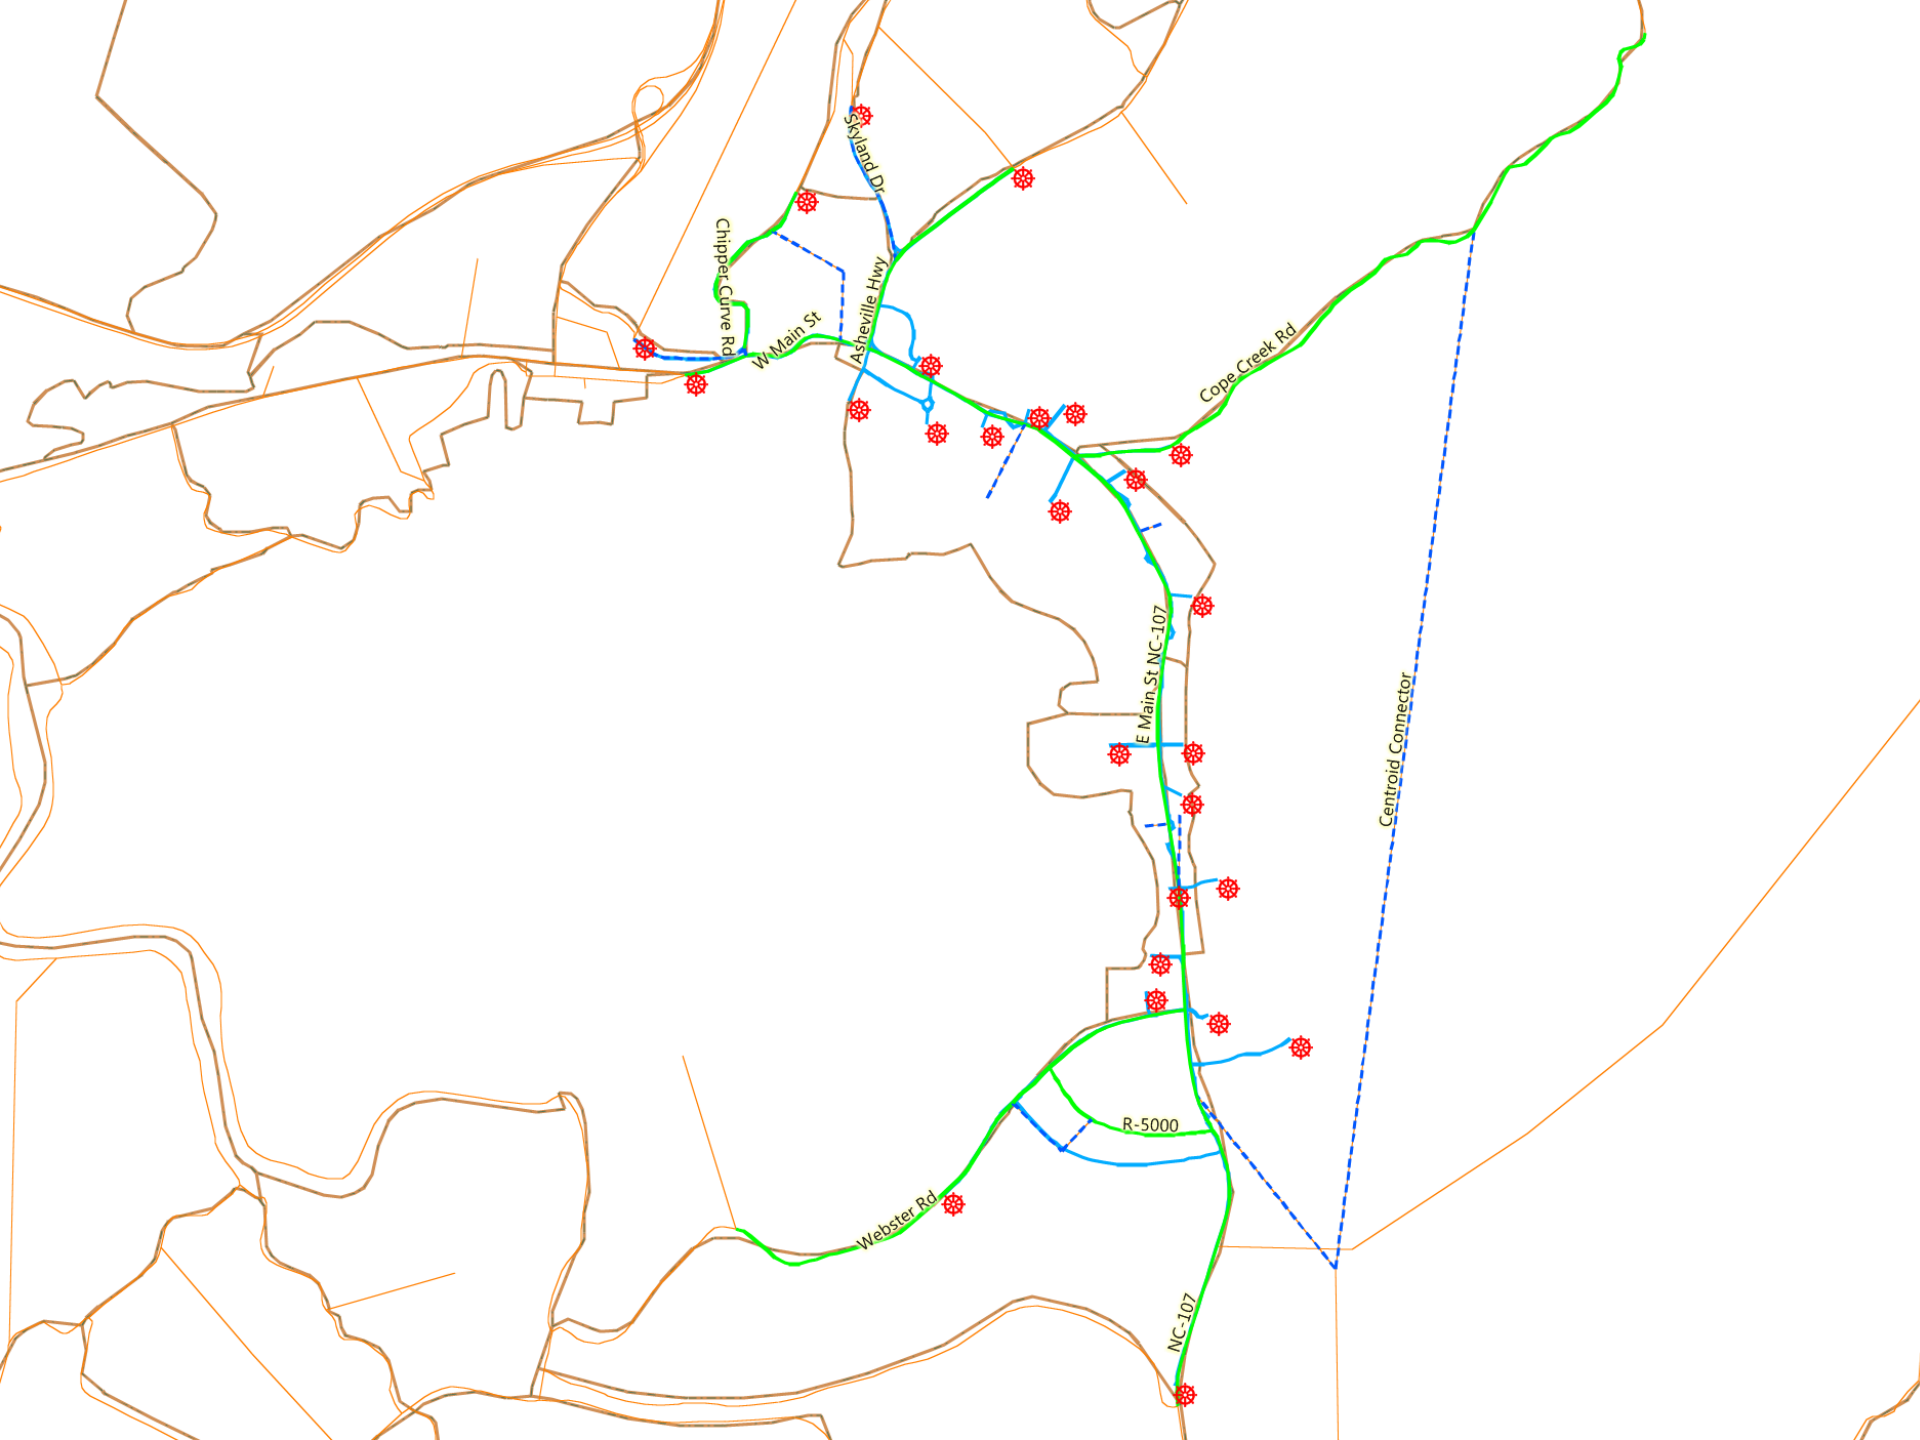 Skyland Dr
Chipper Curve Rd
Asheville Hwy
W Main St
Cope Creek Rd
E Main St NC-107
Centroid Connector
R-5000
Webster Rd
NC-107